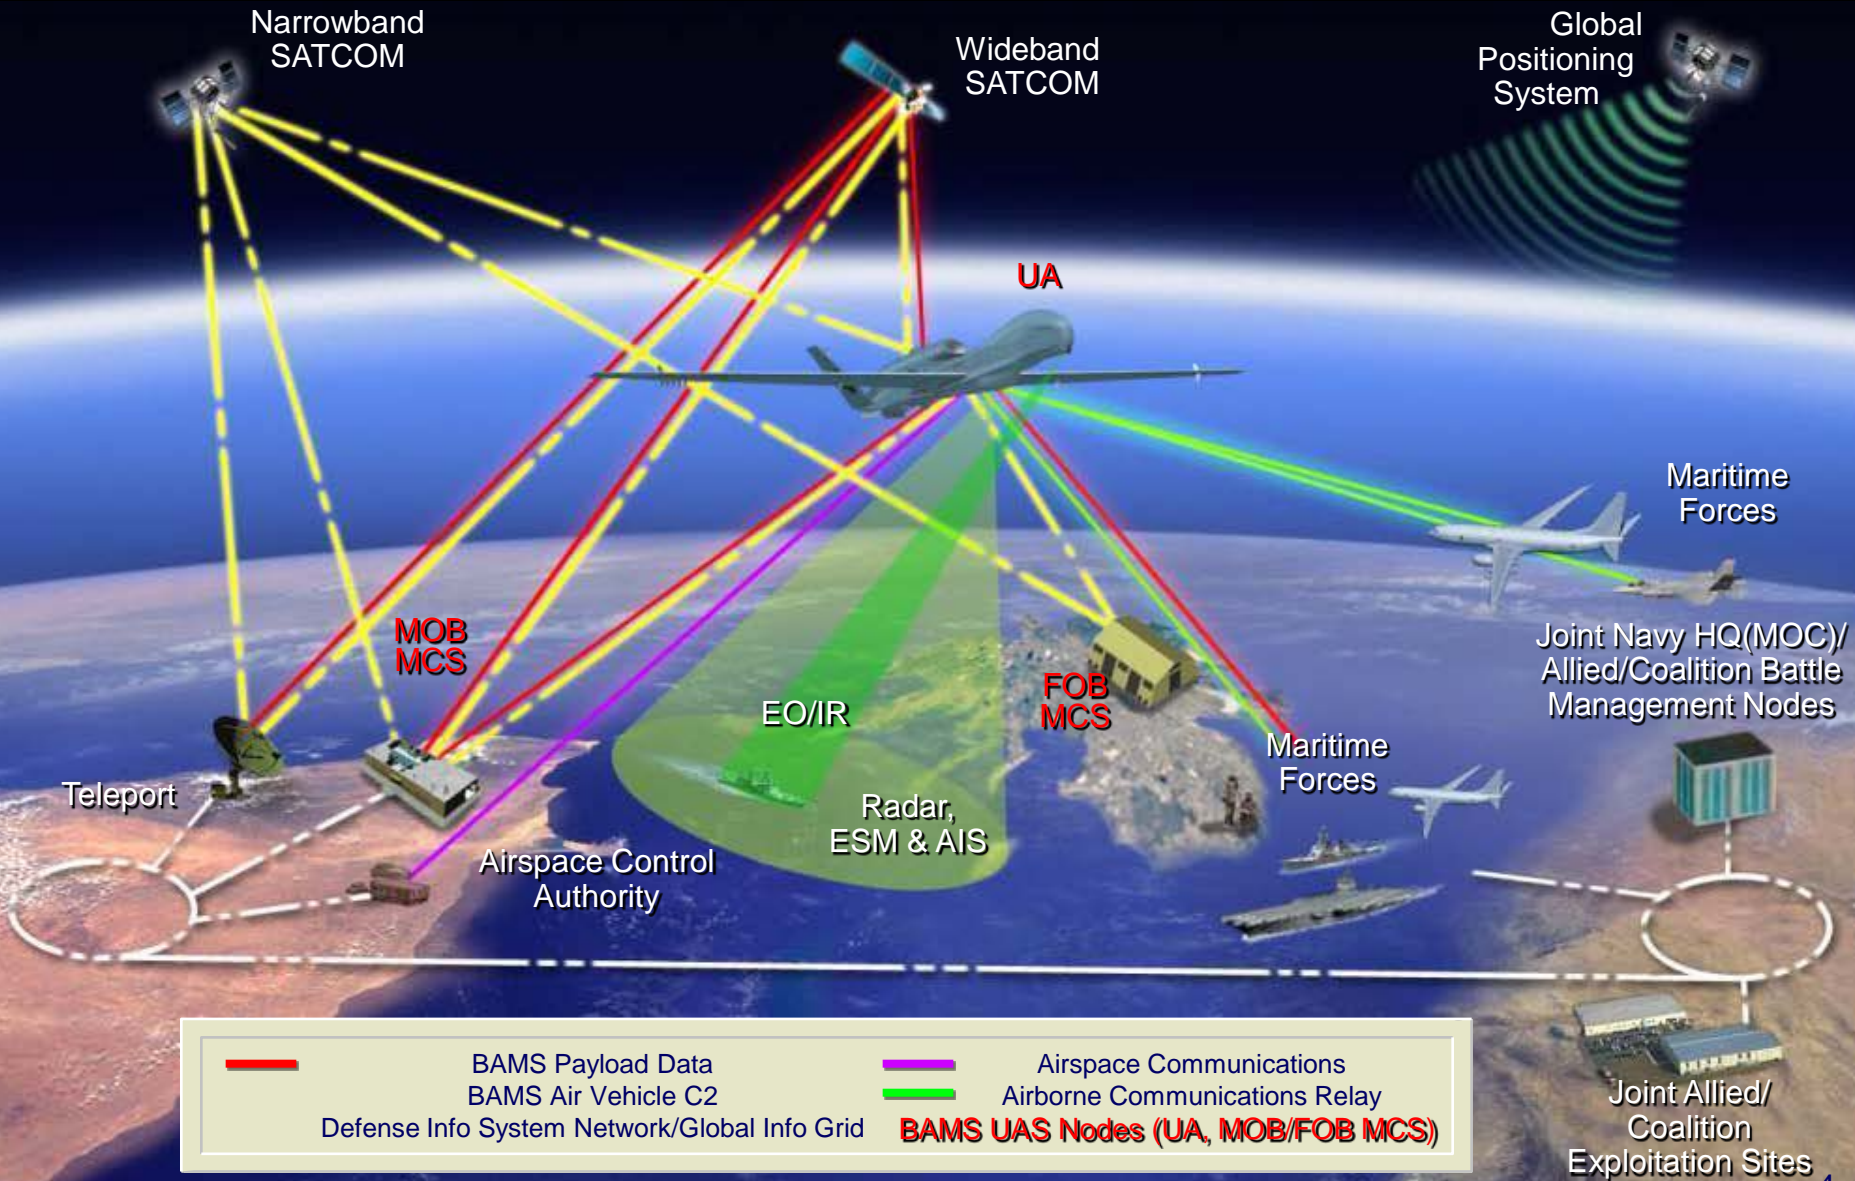 Narrowband
SATCOM
Wideband
SATCOM
Global
Positioning
System
UA
Maritime
Forces
MOB
MCS
FOB
MCS
Joint Navy HQ(MOC)/
Allied/Coalition Battle
Management Nodes
EO/IR
Maritime
Forces
Teleport
Radar,
ESM & AIS
Airspace Control
Authority
BAMS Payload Data
Airspace Communications
BAMS Air Vehicle C2
Airborne Communications Relay
Defense Info System Network/Global Info Grid
BAMS UAS Nodes (UA, MOB/FOB MCS)
Joint Allied/
Coalition
Exploitation Sites